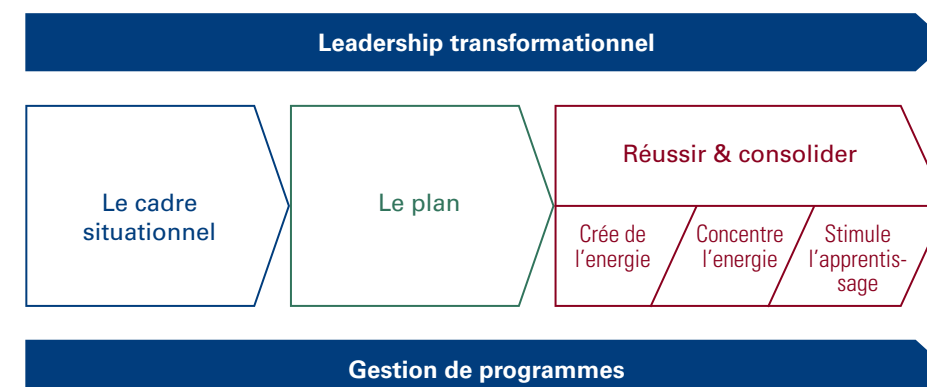 Leadership transformationnel
Le cadre
situationnel
Le plan
Réussir & consolider
Crée de
l'energie
Concentre
l'energie
Stimule
l'apprentis-
sage
Gestion de programmes